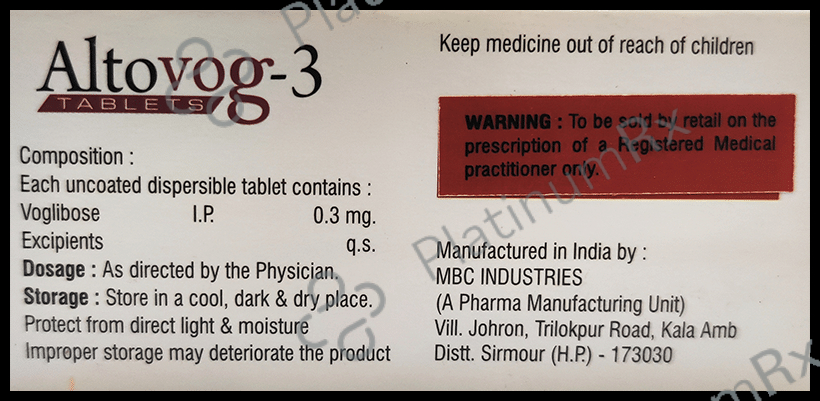 Altovog-3
TABLETS
Composition :
Each uncoated dispersible tablet contains :
Voglibose I.P. 0.3 mg.
Excipients q.s.
Dosage : As directed by the Physician.
Storage : Store in a cool, dark & dry place.
Protect from direct light & moisture
Improper storage may deteriorate the product
Keep medicine out of reach of children
WARNING : To be sold by retail on the
prescription of a Registered Medical
practitioner only.
Manufactured in India by :
MBC INDUSTRIES
(A Pharma Manufacturing Unit)
Vill. Johron, Trilokpur Road, Kala Amb
Distt. Sirmour (H.P.) - 173030
PlatinumRx
PlatinumRx
numRx